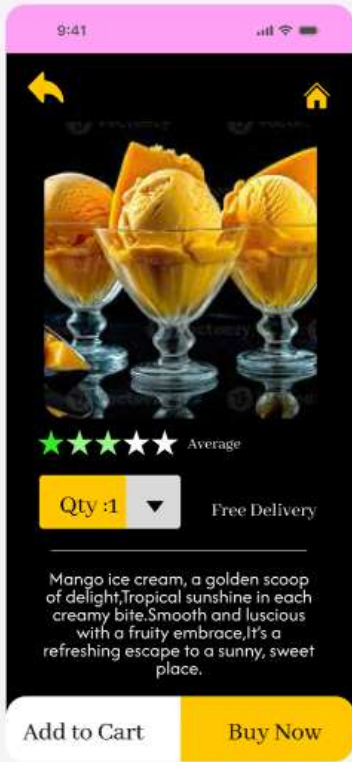 9:41
Average
Qty :1
Free Delivery
Mango ice cream, a golden scoop
of delight,Tropical sunshine in each
creamy bite.Smooth and luscious
with a fruity embrace,It's a
refreshing escape to a sunny, sweet
place.
Add to Cart
Buy Now